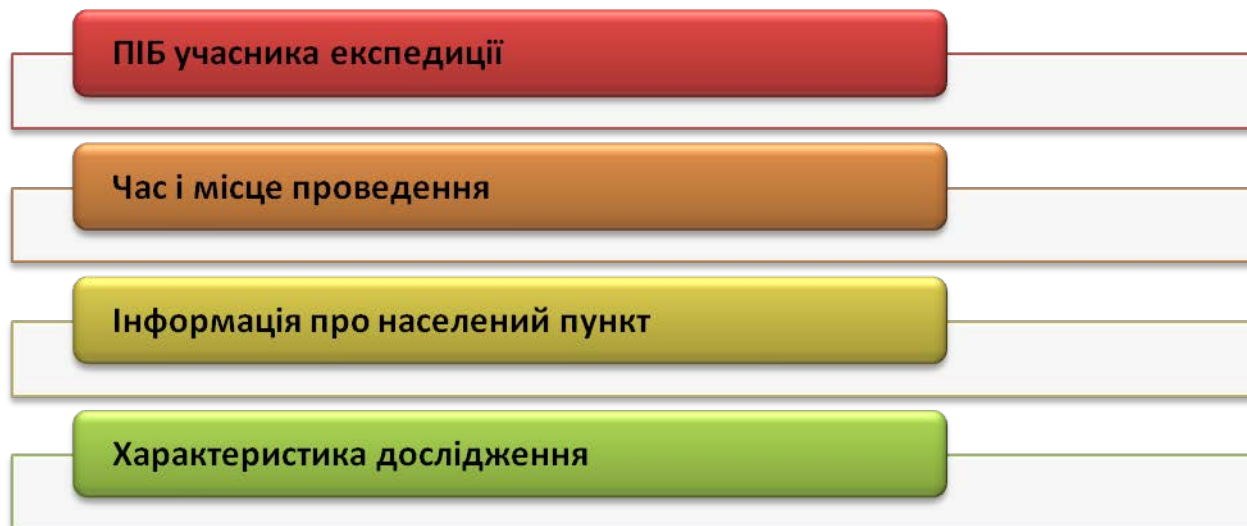 ПІБ учасника експедиції
Час і місце проведення
Інформація про населений пункт
Характеристика дослідження